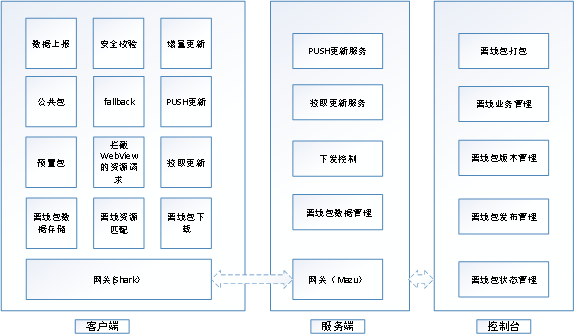 数据上报
安全校验
增量更新
公共包
fallback
PUSH更新
预置包
拦截
WebView
的资源请
求
拉取更新
离线包数
据存储
离线资源
匹配
离线包下
载
网关(Shark)
客户端
PUSH更新服务
拉取更新服务
下发控制
离线包数据管理
网关（Mazu）
服务端
离线包打包
离线业务管理
离线包版本管理
离线包发布管理
离线包状态管理
控制台